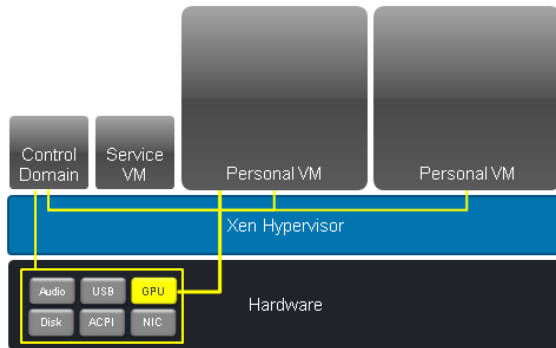 Control
Domain
Service
VM
Personal VM
Personal VM
Xen Hypervisor
Audio
USB
GPU
Disk
ACPI
NIC
Hardware